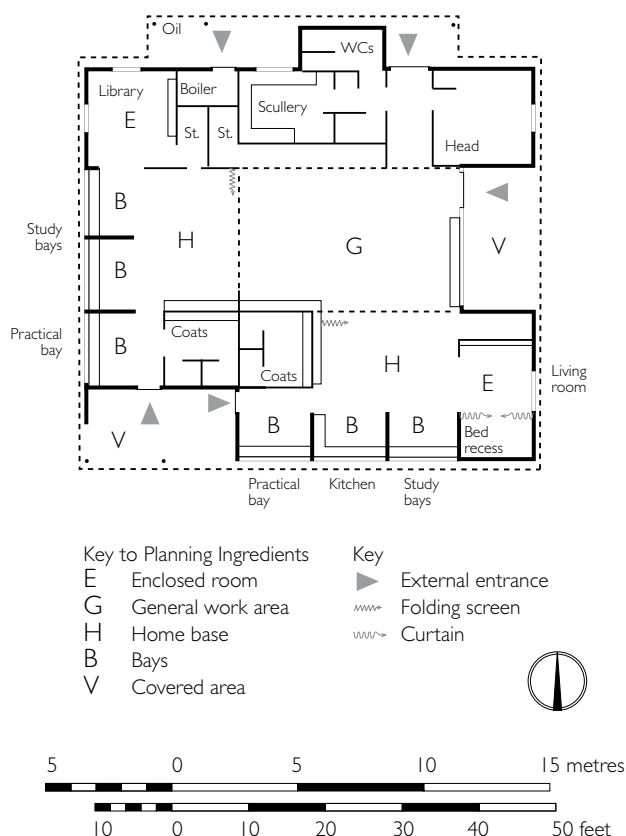 Oil
WCs
Library
Boiler
Scullery
E
St.
St.
Head
B
Study
bays
H
G
V
B
Practical
bay
B
Coats
Coats
H
E
Living
room
V
B
B
B
Bed
recess
Practical
bay
Kitchen
Study
bays
Key to Planning Ingredients
E Enclosed room
G General work area
H Home base
B Bays
V Covered area
Key
External entrance
Folding screen
Curtain
5 0 5 10 15 metres
10 0 10 20 30 40 50 feet